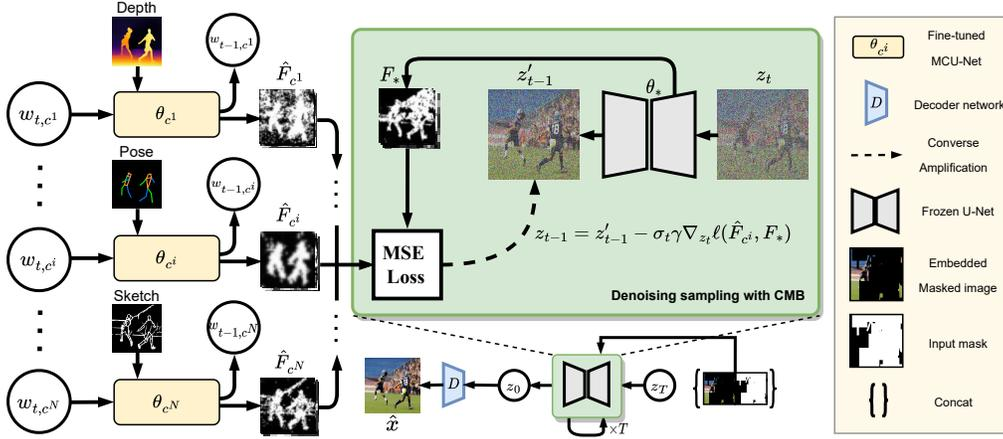 Depth
w_{t-1,c^1}
\hat{F}_{c^1}
w_{t,c^1}
θ_{c^1}
Pose
w_{t-1,c^i}
\hat{F}_{c^i}
w_{t,c^i}
θ_{c^i}
Sketch
w_{t-1,c^N}
\hat{F}_{c^N}
w_{t,c^N}
θ_{c^N}
F_*
z'_{t-1}
θ_*
z_t
z_{t-1} = z'_{t-1} − σ_tγ∇_{z_t}ℓ(\hat{F}_{c^i}, F_*)
MSE
Loss
Denoising sampling with CMB
\hat{x}
D
z_0
z_T
×T
{ }
θ_{c^i}
Fine-tuned
MCU-Net
D
Decoder network
Converse
Amplification
Frozen U-Net
Embedded
Masked image
Input mask
{ }
Concat